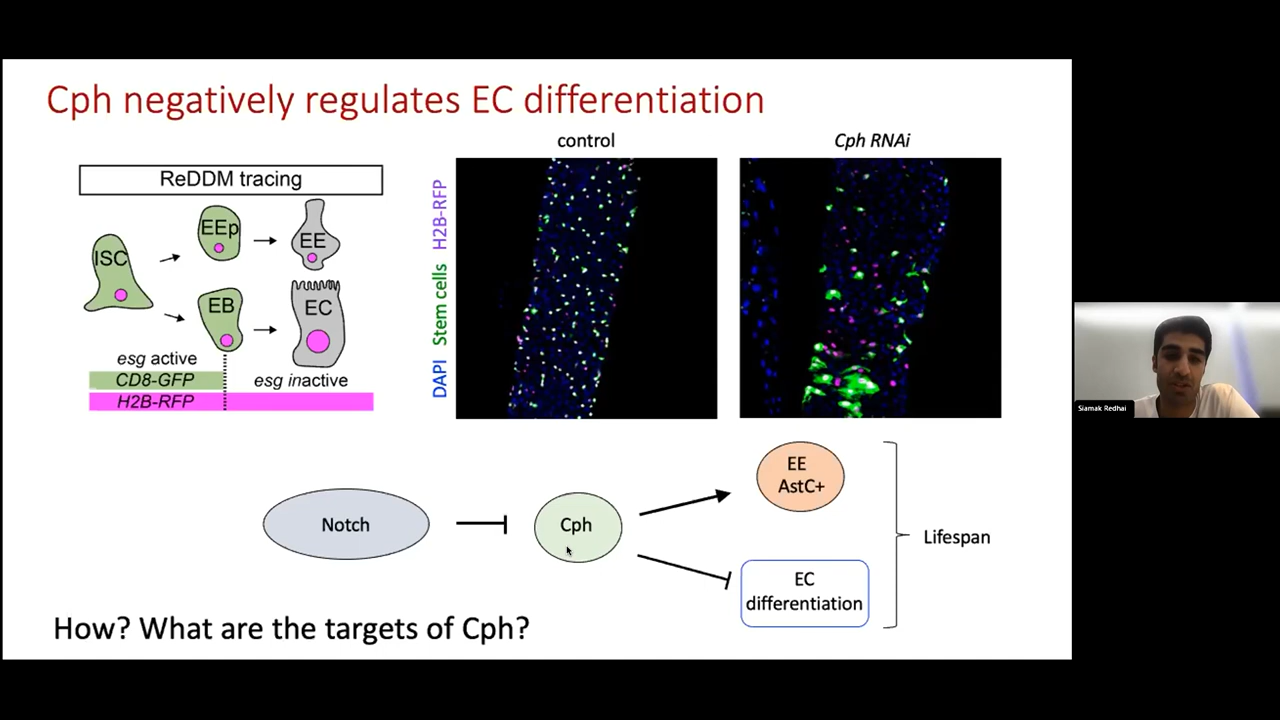 Cph negatively regulates EC differentiation
control
Cph RNAi
ReDDM tracing
ISC
EEp
EE
EB
EC
esg active
esg inactive
CD8-GFP
H2B-RFP
DAPI Stem cells H2B-RFP
Notch
Cph
EE
AstC+
EC
differentiation
Lifespan
How? What are the targets of Cph?
Siamak Redhai